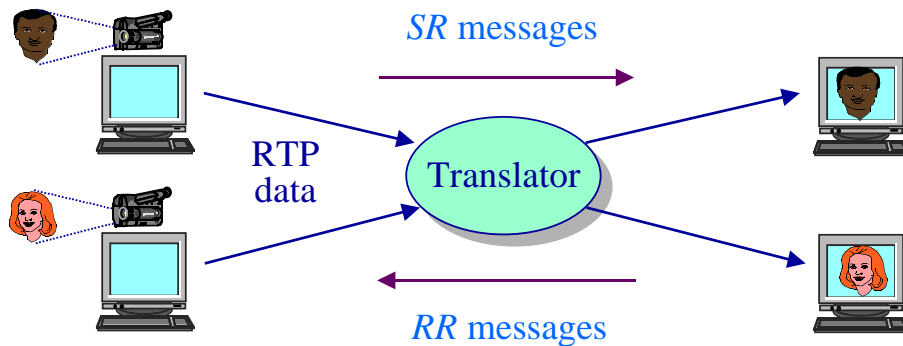 SR messages
RTP
data
Translator
RR messages